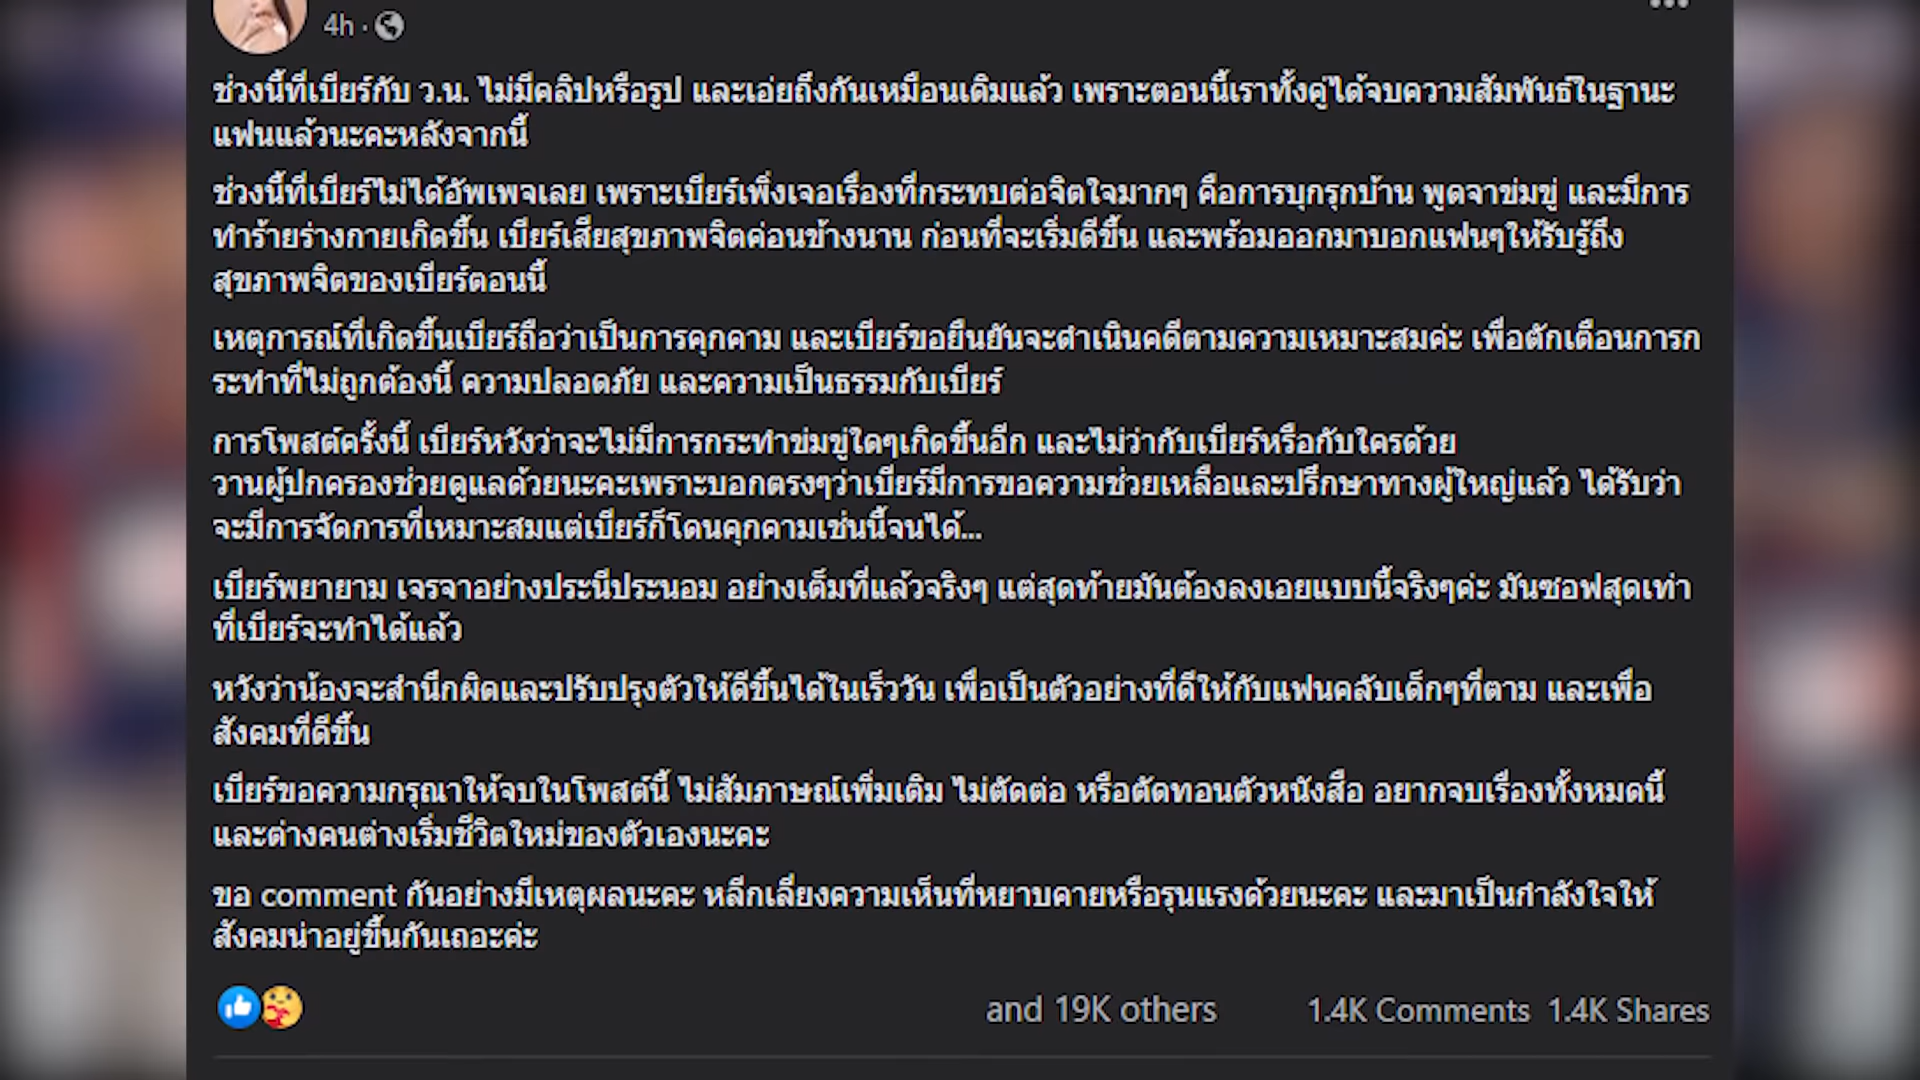 4h ·
ช่วงนี้ที่เบียร์กับ ว.น. ไม่มีคลิปหรือรูป และเอ่ยถึงกันเหมือนเดิมแล้ว เพราะตอนนี้เราทั้งคู่ได้จบความสัมพันธ์ในฐานะ
แฟนแล้วนะคะหลังจากนี้
ช่วงนี้ที่เบียร์ไม่ได้อัพเพจเลย เพราะเบียร์เพิ่งเจอเรื่องที่กระทบต่อจิตใจมากๆ คือการบุกรุกบ้าน พูดจาข่มขู่ และมีการ
ทำร้ายร่างกายเกิดขึ้น เบียร์เสียสุขภาพจิตค่อนข้างนาน ก่อนที่จะเริ่มดีขึ้น และพร้อมออกมาบอกแฟนๆให้รับรู้ถึง
สุขภาพจิตของเบียร์ตอนนี้
เหตุการณ์ที่เกิดขึ้นเบียร์ถือว่าเป็นการคุกคาม และเบียร์ขอยืนยันจะดำเนินคดีตามความเหมาะสมค่ะ เพื่อตักเตือนการก
ระทำที่ไม่ถูกต้องนี้ ความปลอดภัย และความเป็นธรรมกับเบียร์
การโพสต์ครั้งนี้ เบียร์หวังว่าจะไม่มีการกระทำข่มขู่ใดๆเกิดขึ้นอีก และไม่ว่ากับเบียร์หรือกับใครด้วย
วานผู้ปกครองช่วยดูแลด้วยนะคะเพราะบอกตรงๆว่าเบียร์มีการขอความช่วยเหลือและปรึกษาทางผู้ใหญ่แล้ว ได้รับว่า
จะมีการจัดการที่เหมาะสมแต่เบียร์ก็โดนคุกคามเช่นนี้จนได้...
เบียร์พยายาม เจรจาอย่างประนีประนอม อย่างเต็มที่แล้วจริงๆ แต่สุดท้ายมันต้องลงเอยแบบนี้จริงๆค่ะ มันซอฟสุดเท่า
ที่เบียร์จะทำได้แล้ว
หวังว่าน้องจะสำนึกผิดและปรับปรุงตัวให้ดีขึ้นได้ในเร็ววัน เพื่อเป็นตัวอย่างที่ดีให้กับแฟนคลับเด็กๆที่ตาม และเพื่อ
สังคมที่ดีขึ้น
เบียร์ขอความกรุณาให้จบในโพสต์นี้ ไม่สัมภาษณ์เพิ่มเติม ไม่ตัดต่อ หรือตัดทอนตัวหนังสือ อยากจบเรื่องทั้งหมดนี้
และต่างคนต่างเริ่มชีวิตใหม่ของตัวเองนะคะ
ขอ comment กันอย่างมีเหตุผลนะคะ หลีกเลี่ยงความเห็นที่หยาบคายหรือรุนแรงด้วยนะคะ และมาเป็นกำลังใจให้
สังคมน่าอยู่ขึ้นกันเถอะค่ะ
and 19K others 1.4K Comments 1.4K Shares